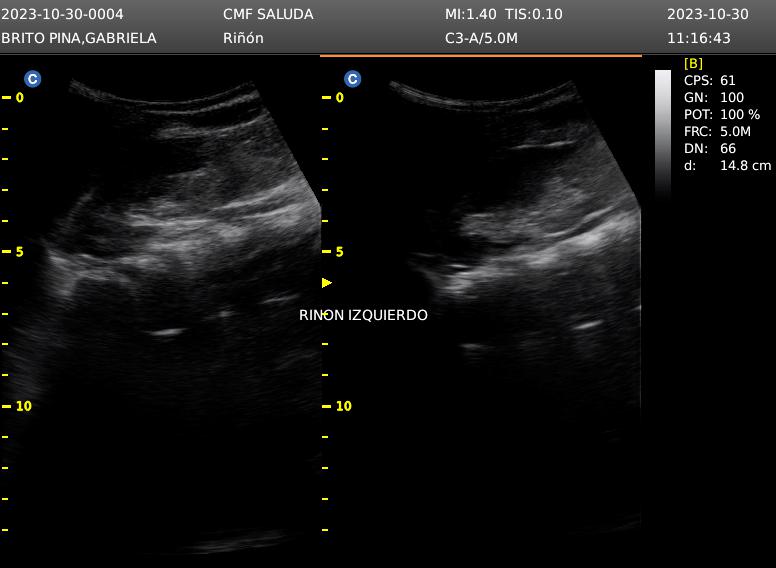 2023-10-30-0004 CMF SALUDA MI:1.40 TIS:0.10 2023-10-30
BRITO PINA,GABRIELA Riñón C3-A/5.0M 11:16:43
C C [B]
0 0 CPS: 61
GN: 100
POT: 100 %
FRC: 5.0M
DN: 66
d: 14.8 cm
5 5
RINON IZQUIERDO
10 10